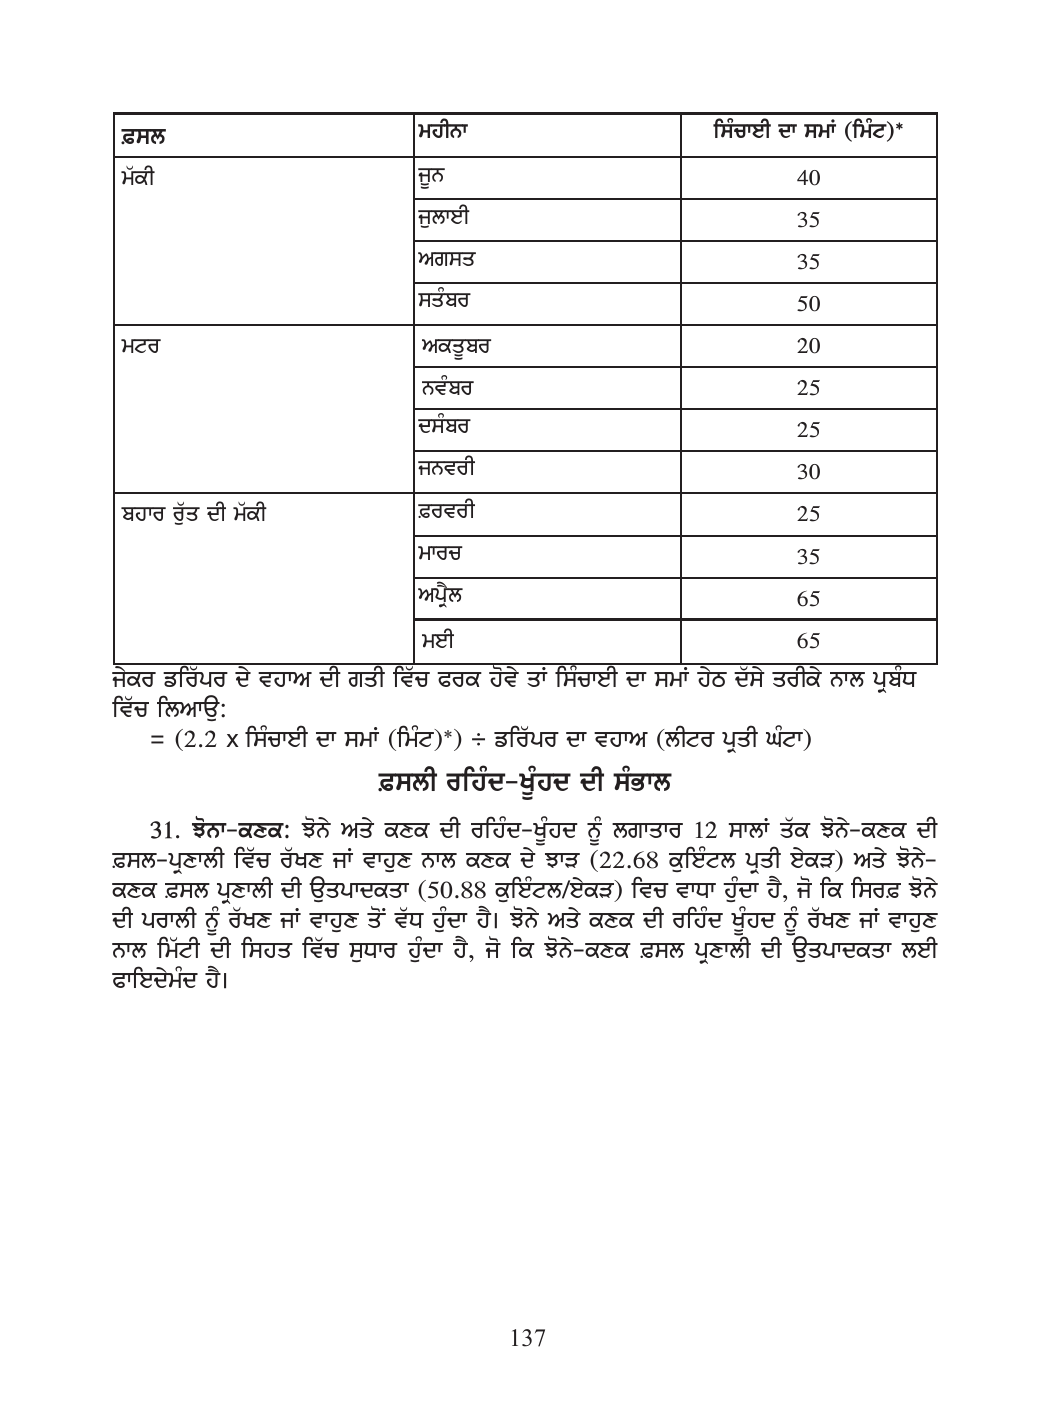 ਫ਼ਸਲ ਮਹੀਨਾ ਸਿੰਚਾਈ ਦਾ ਸਮਾਂ (ਮਿੰਟ)*
ਮੱਕੀ ਜੂਨ 40
ਜੁਲਾਈ 35
ਅਗਸਤ 35
ਸਤੰਬਰ 50
ਮਟਰ ਅਕਤੂਬਰ 20
ਨਵੰਬਰ 25
ਦਸੰਬਰ 25
ਜਨਵਰੀ 30
ਬਹਾਰ ਰੁੱਤ ਦੀ ਮੱਕੀ ਫ਼ਰਵਰੀ 25
ਮਾਰਚ 35
ਅਪ੍ਰੈਲ 65
ਮਈ 65
ਜੇਕਰ ਡਰਿੱਪਰ ਦੇ ਵਹਾਅ ਦੀ ਗਤੀ ਵਿੱਚ ਫਰਕ ਹੋਵੇ ਤਾਂ ਸਿੰਚਾਈ ਦਾ ਸਮਾਂ ਹੇਠ ਦੱਸੇ ਤਰੀਕੇ ਨਾਲ ਪ੍ਰਬੰਧ
ਵਿੱਚ ਲਿਆਉ:
= (2.2 x ਸਿੰਚਾਈ ਦਾ ਸਮਾਂ (ਮਿੰਟ)*) ÷ ਡਰਿੱਪਰ ਦਾ ਵਹਾਅ (ਲੀਟਰ ਪ੍ਰਤੀ ਘੰਟਾ)
ਫ਼ਸਲੀ ਰਹਿੰਦ-ਖੂੰਹਦ ਦੀ ਸੰਭਾਲ
31. ਝੋਨਾ-ਕਣਕ: ਝੋਨੇ ਅਤੇ ਕਣਕ ਦੀ ਰਹਿੰਦ-ਖੂੰਹਦ ਨੂੰ ਲਗਾਤਾਰ 12 ਸਾਲਾਂ ਤੱਕ ਝੋਨੇ-ਕਣਕ ਦੀ
ਫ਼ਸਲ-ਪ੍ਰਣਾਲੀ ਵਿੱਚ ਰੱਖਣ ਜਾਂ ਵਾਹੁਣ ਨਾਲ ਕਣਕ ਦੇ ਝਾੜ (22.68 ਕੁਇੰਟਲ ਪ੍ਰਤੀ ਏਕੜ) ਅਤੇ ਝੋਨੇ-
ਕਣਕ ਫ਼ਸਲ ਪ੍ਰਣਾਲੀ ਦੀ ਉਤਪਾਦਕਤਾ (50.88 ਕੁਇੰਟਲ/ਏਕੜ) ਵਿਚ ਵਾਧਾ ਹੁੰਦਾ ਹੈ, ਜੋ ਕਿ ਸਿਰਫ਼ ਝੋਨੇ
ਦੀ ਪਰਾਲੀ ਨੂੰ ਰੱਖਣ ਜਾਂ ਵਾਹੁਣ ਤੋਂ ਵੱਧ ਹੁੰਦਾ ਹੈ। ਝੋਨੇ ਅਤੇ ਕਣਕ ਦੀ ਰਹਿੰਦ ਖੂੰਹਦ ਨੂੰ ਰੱਖਣ ਜਾਂ ਵਾਹੁਣ
ਨਾਲ ਮਿੱਟੀ ਦੀ ਸਿਹਤ ਵਿੱਚ ਸੁਧਾਰ ਹੁੰਦਾ ਹੈ, ਜੋ ਕਿ ਝੋਨੇ-ਕਣਕ ਫ਼ਸਲ ਪ੍ਰਣਾਲੀ ਦੀ ਉਤਪਾਦਕਤਾ ਲਈ
ਫਾਇਦੇਮੰਦ ਹੈ।
137